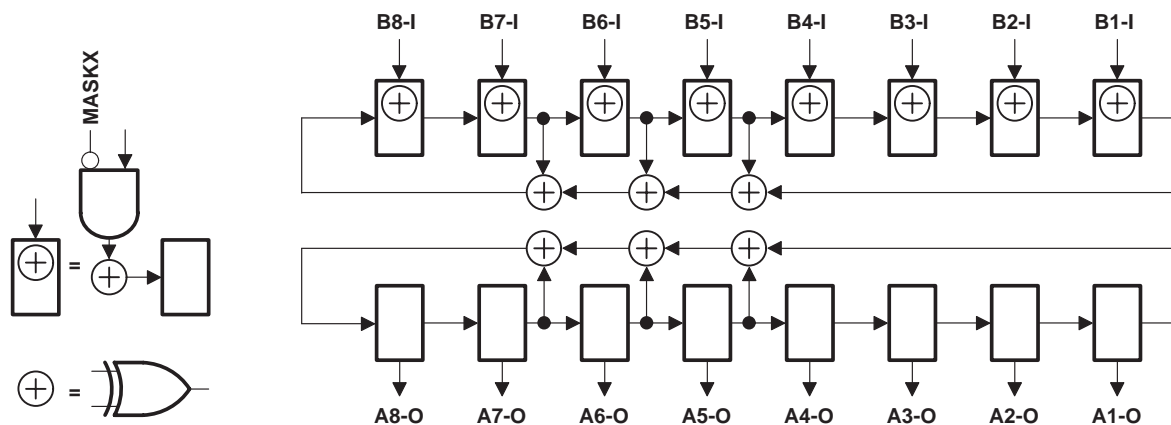 B8-I B7-I B6-I B5-I B4-I B3-I B2-I B1-I
MASKX
=
=
A8-O A7-O A6-O A5-O A4-O A3-O A2-O A1-O